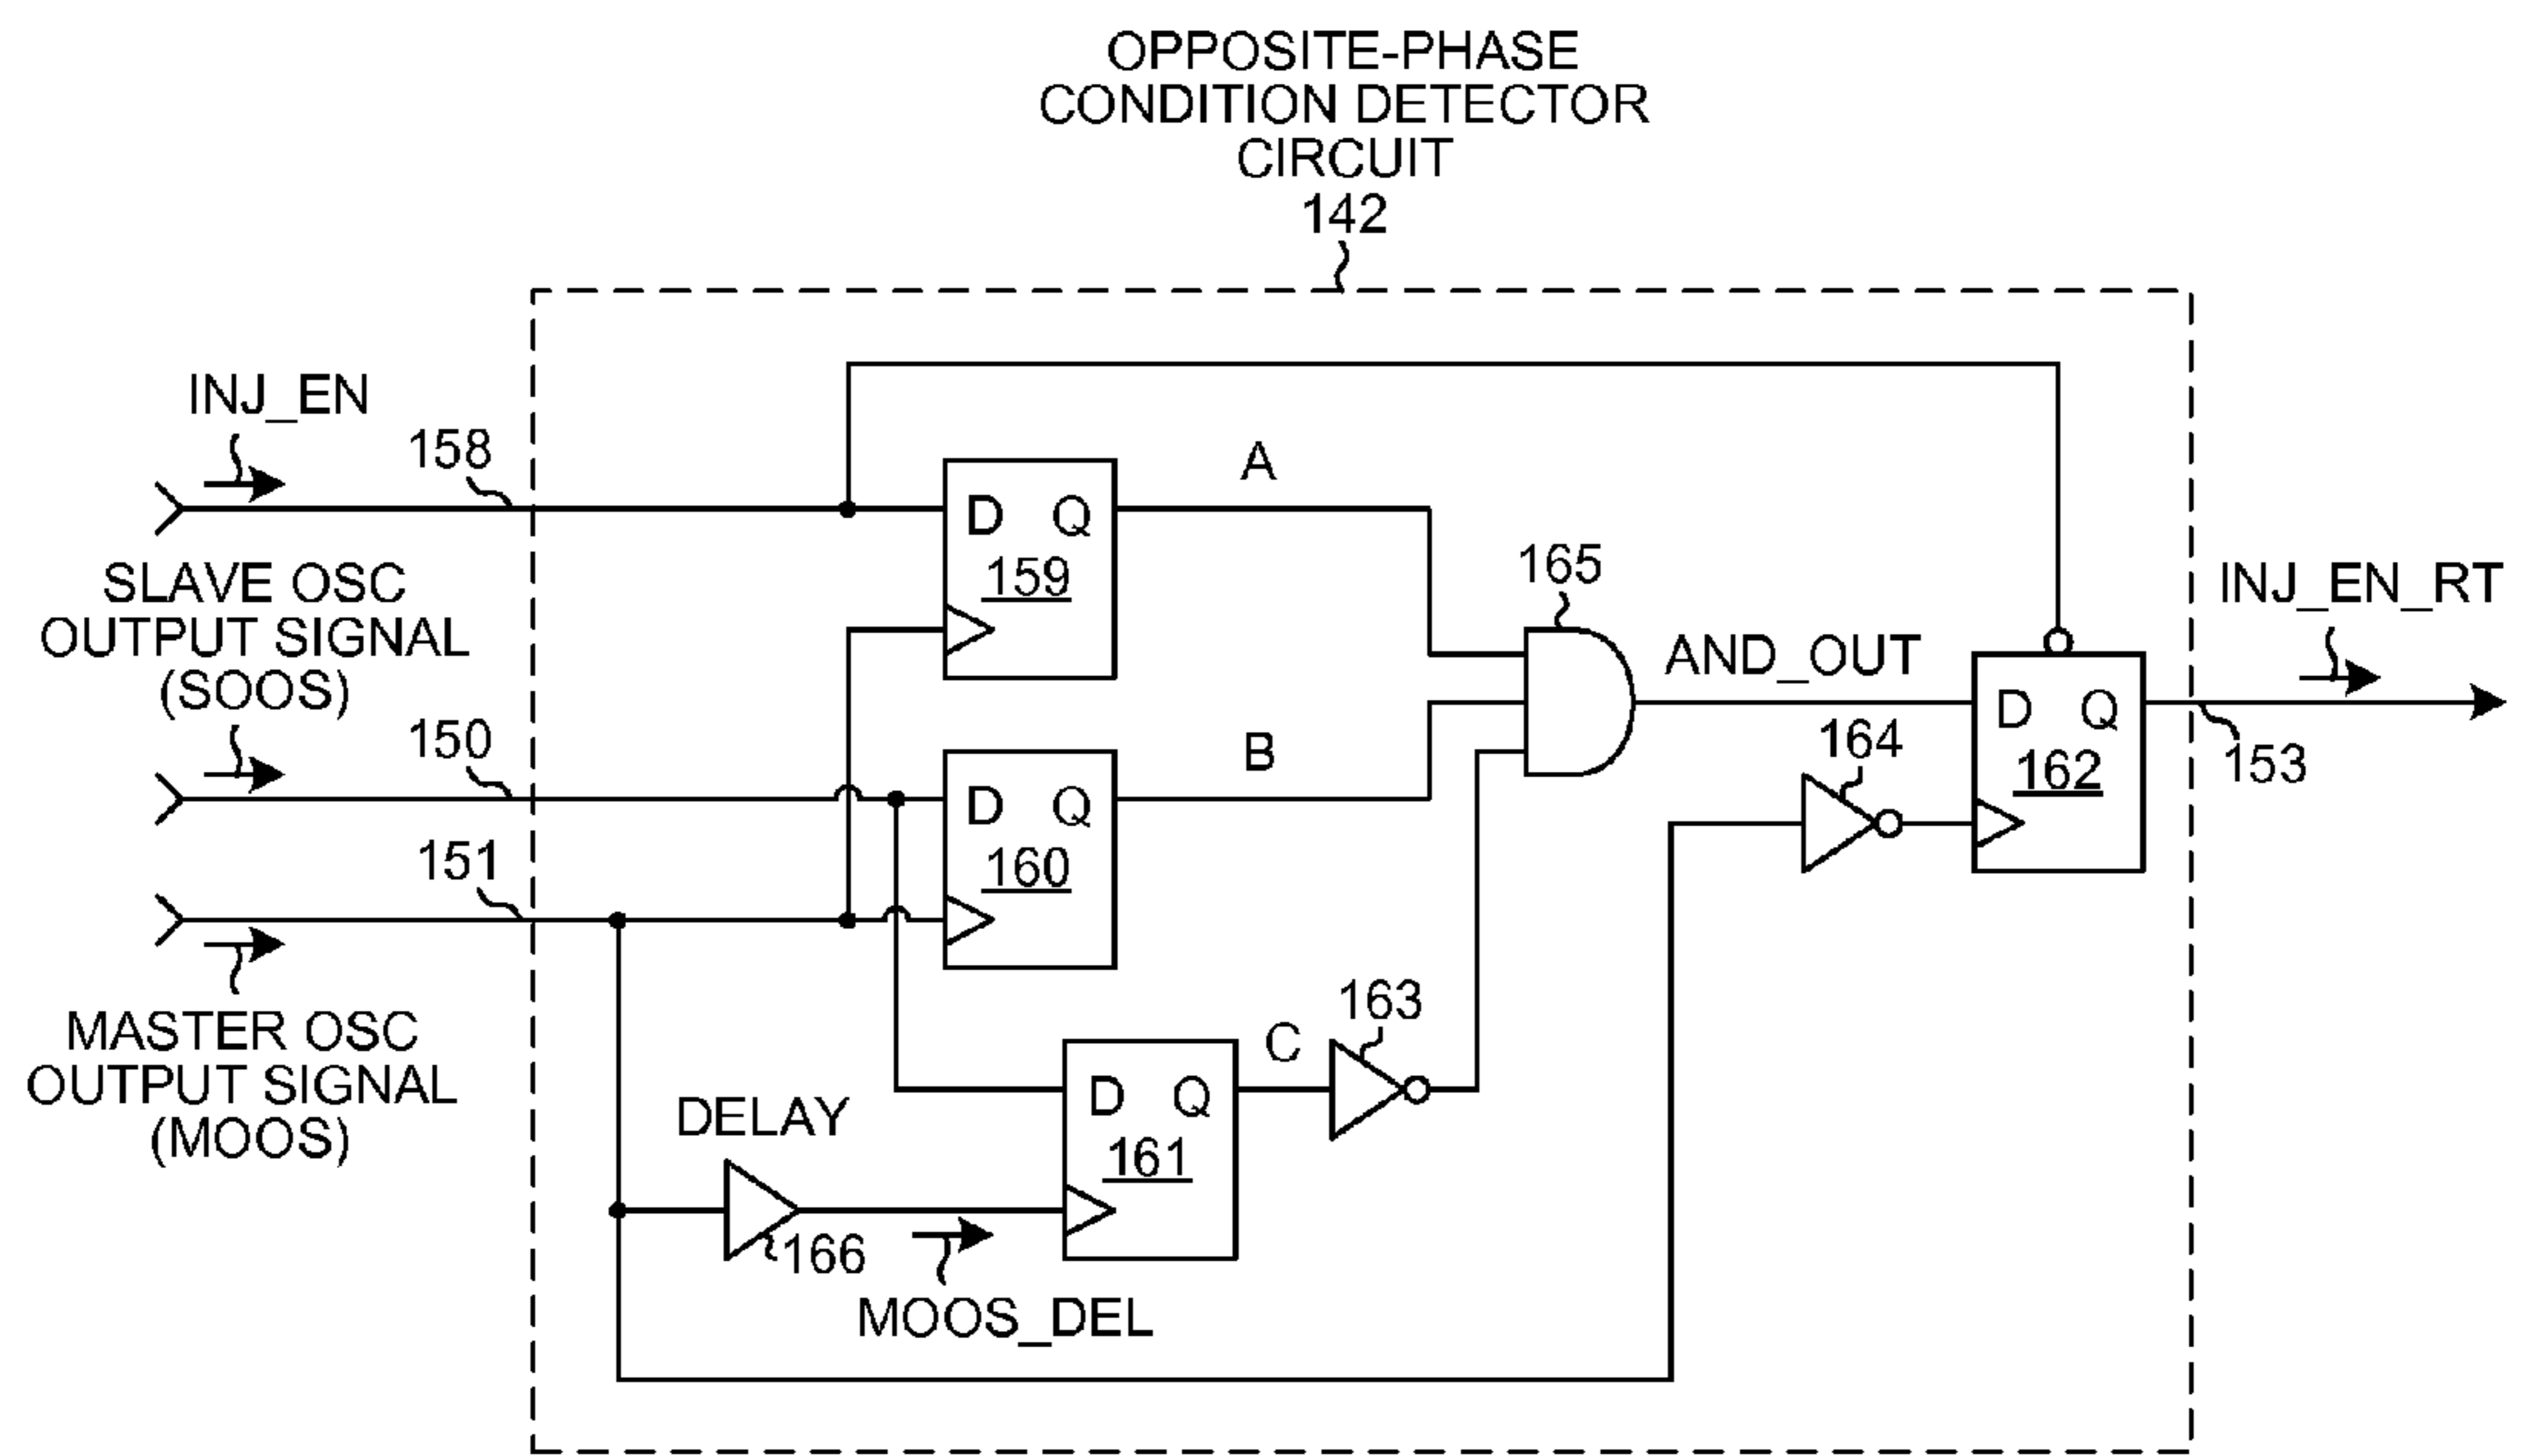 OPPOSITE-PHASE
CONDITION DETECTOR
CIRCUIT
142
INJ_EN
158
SLAVE OSC
OUTPUT SIGNAL
(SOOS)
150
151
MASTER OSC
OUTPUT SIGNAL
(MOOS)
D Q
159
A
D Q
160
B
DELAY
166
MOOS_DEL
D Q
161
C
163
165
AND_OUT
164
D Q
162
INJ_EN_RT
153